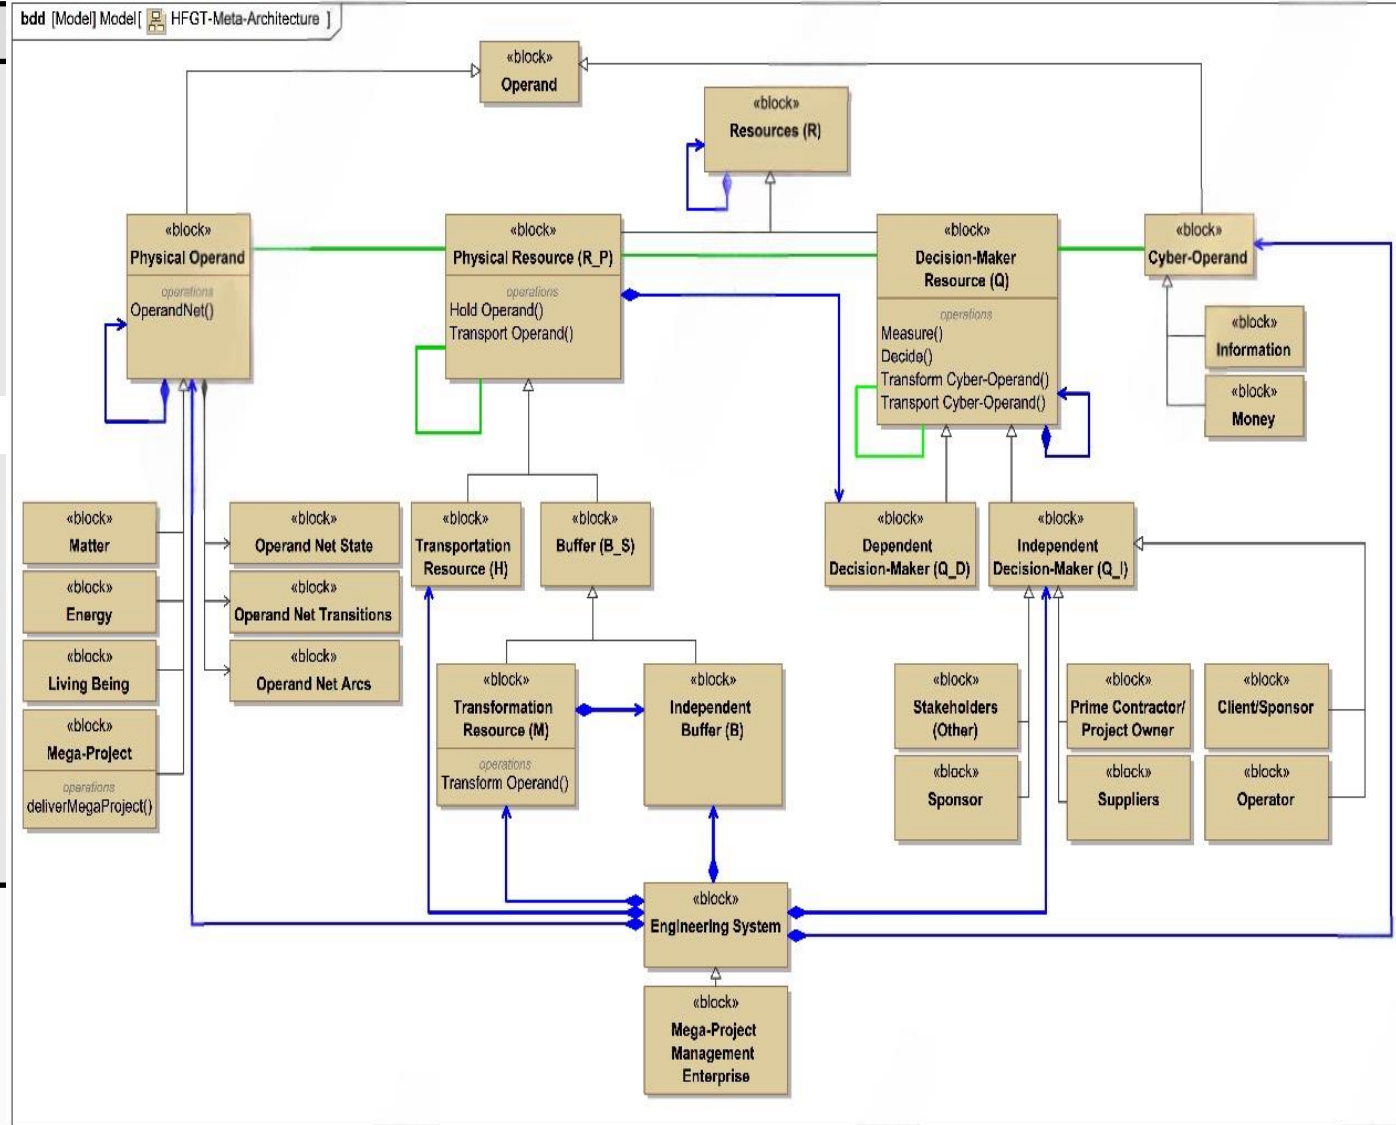 bdd [Model] Model[ HFGT-Meta-Architecture ]
«block»
Operand
«block»
Resources (R)
«block»
Physical Operand
operations
OperandNet()
«block»
Physical Resource (R_P)
operations
Hold Operand()
Transport Operand()
«block»
Decision-Maker
Resource (Q)
operations
Measure()
Decide()
Transform Cyber-Operand()
Transport Cyber-Operand()
«block»
Cyber-Operand
«block»
Information
«block»
Money
«block»
Matter
«block»
Operand Net State
«block»
Transportation
Resource (H)
«block»
Buffer (B_S)
«block»
Dependent
Decision-Maker (Q_D)
«block»
Independent
Decision-Maker (Q_I)
«block»
Energy
«block»
Operand Net Transitions
«block»
Living Being
«block»
Operand Net Arcs
«block»
Mega-Project
operations
deliverMegaProject()
«block»
Transformation
Resource (M)
operations
Transform Operand()
«block»
Independent
Buffer (B)
«block»
Stakeholders
(Other)
«block»
Prime Contractor/
Project Owner
«block»
Client/Sponsor
«block»
Sponsor
«block»
Suppliers
«block»
Operator
«block»
Engineering System
«block»
Mega-Project
Management
Enterprise